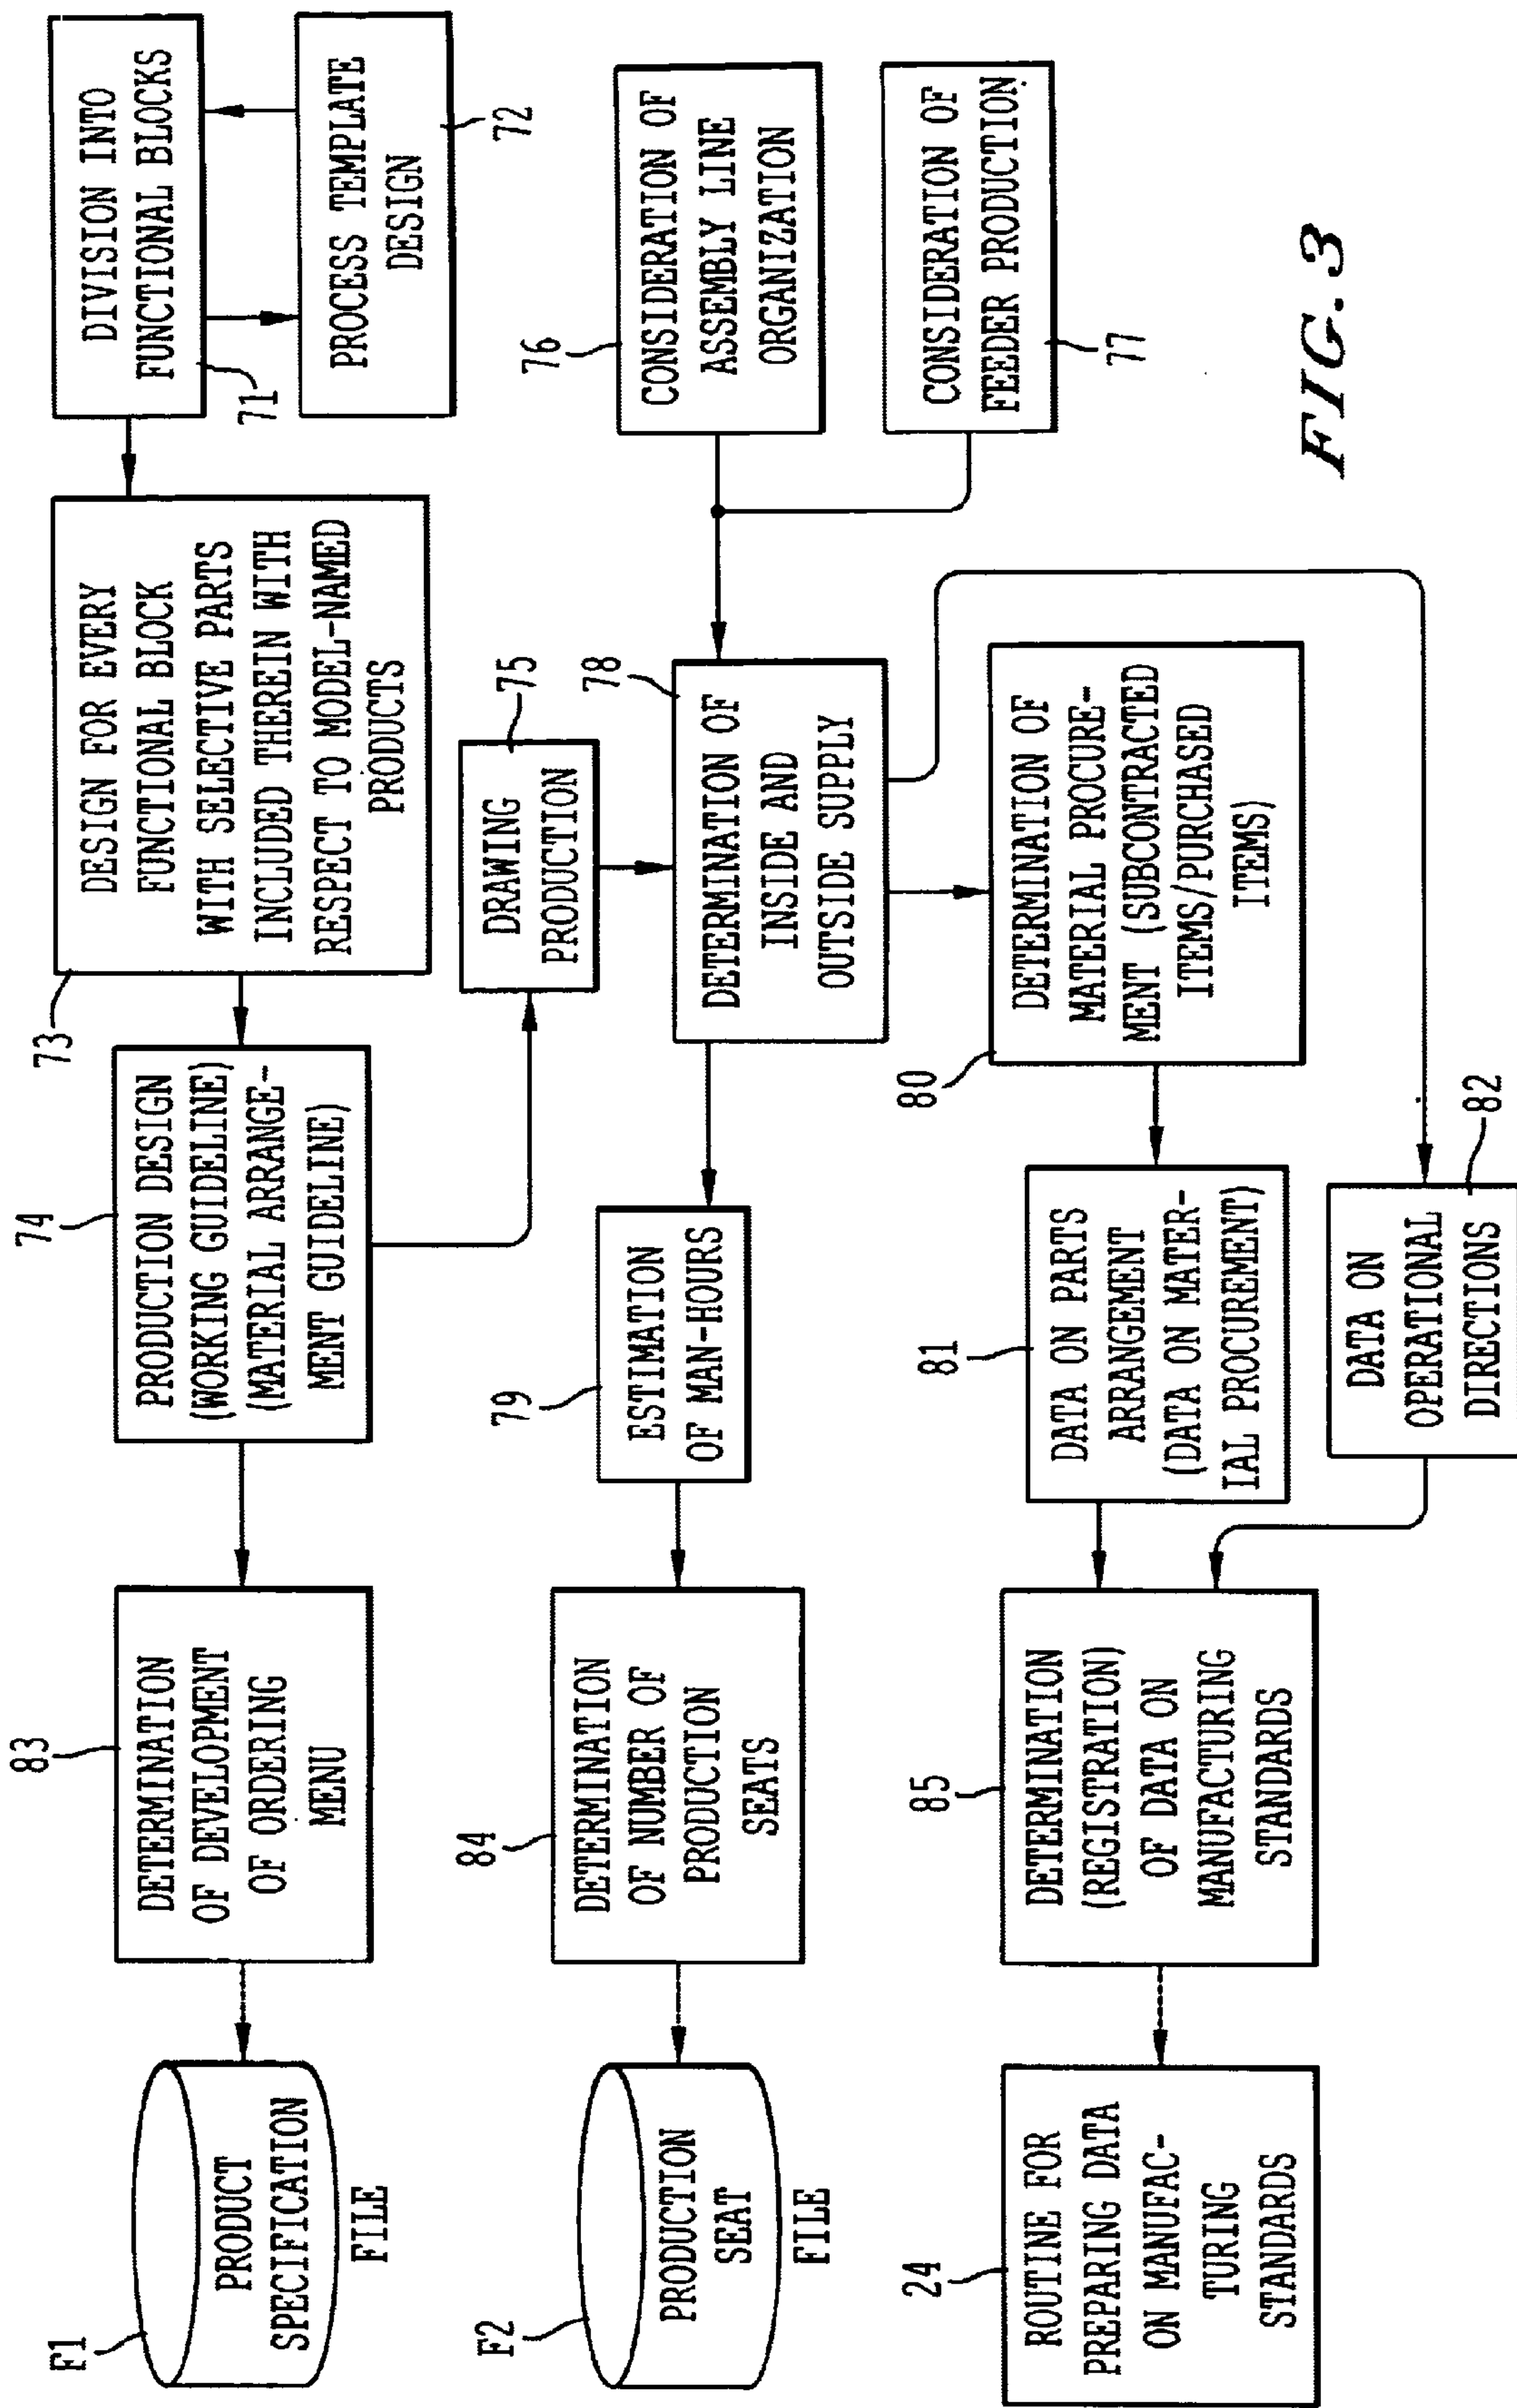 DIVISION INTO
FUNCTIONAL BLOCKS
71
PROCESS TEMPLATE
DESIGN
72
DESIGN FOR EVERY
FUNCTIONAL BLOCK
WITH SELECTIVE PARTS
INCLUDED THEREIN WITH
RESPECT TO MODEL-NAMED
PRODUCTS
73
74
PRODUCTION DESIGN
(WORKING GUIDELINE)
(MATERIAL ARRANGE-
MENT GUIDELINE)
75
DRAWING
PRODUCTION
76
CONSIDERATION OF
ASSEMBLY LINE
ORGANIZATION
CONSIDERATION OF
FEEDER PRODUCTION
77
78
DETERMINATION OF
INSIDE AND
OUTSIDE SUPPLY
79
ESTIMATION
OF MAN-HOURS
80
DETERMINATION OF
MATERIAL PROCURE-
MENT (SUBCONTRACTED
ITEMS/PURCHASED
ITEMS)
81
DATA ON PARTS
ARRANGEMENT
(DATA ON MATER-
IAL PROCUREMENT)
82
DATA ON
OPERATIONAL
DIRECTIONS
83
DETERMINATION
OF DEVELOPMENT
OF ORDERING
MENU
84
DETERMINATION
OF NUMBER OF
PRODUCTION
SEATS
85
DETERMINATION
(REGISTRATION)
OF DATA ON
MANUFACTURING
STANDARDS
F1
PRODUCT
SPECIFICATION
FILE
F2
PRODUCTION
SEAT
FILE
24
ROUTINE FOR
PREPARING DATA
ON MANUFAC-
TURING
STANDARDS
FIG.3